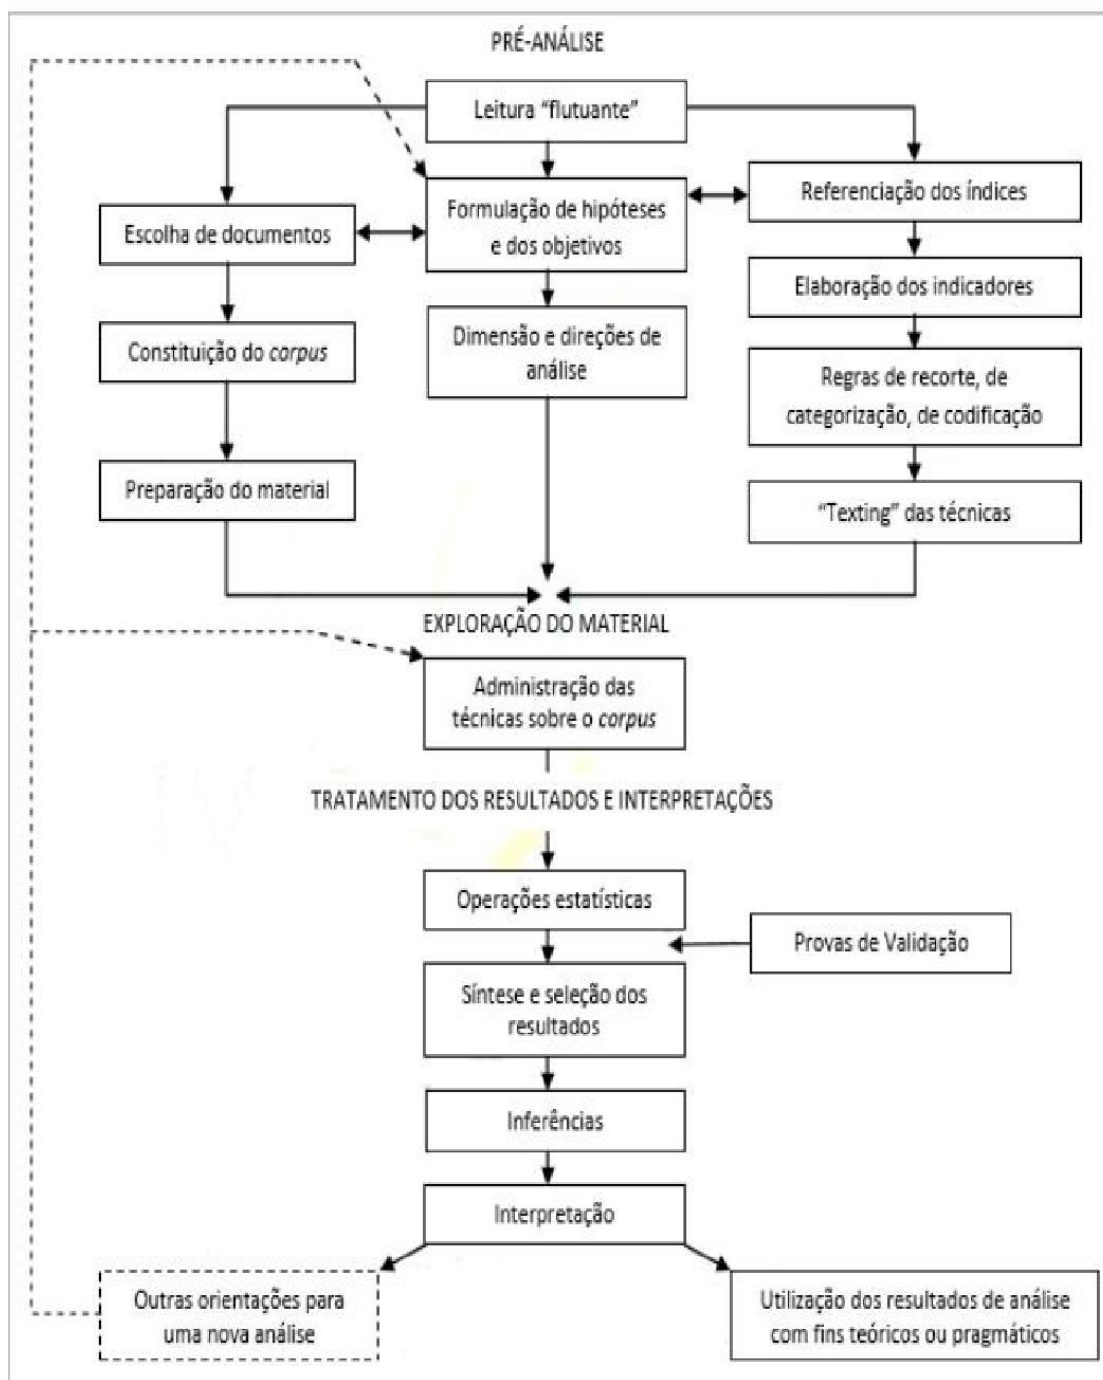 PRÉ-ANÁLISE
Leitura “flutuante”
Escolha de documentos
Formulação de hipóteses
e dos objetivos
Referenciação dos índices
Elaboração dos indicadores
Constituição do corpus
Dimensão e direções de
análise
Regras de recorte, de
categorização, de codificação
Preparação do material
“Texting” das técnicas
EXPLORAÇÃO DO MATERIAL
Administração das
técnicas sobre o corpus
TRATAMENTO DOS RESULTADOS E INTERPRETAÇÕES
Operações estatísticas
Provas de Validação
Síntese e seleção dos
resultados
Inferências
Interpretação
Outras orientações para
uma nova análise
Utilização dos resultados de análise
com fins teóricos ou pragmáticos